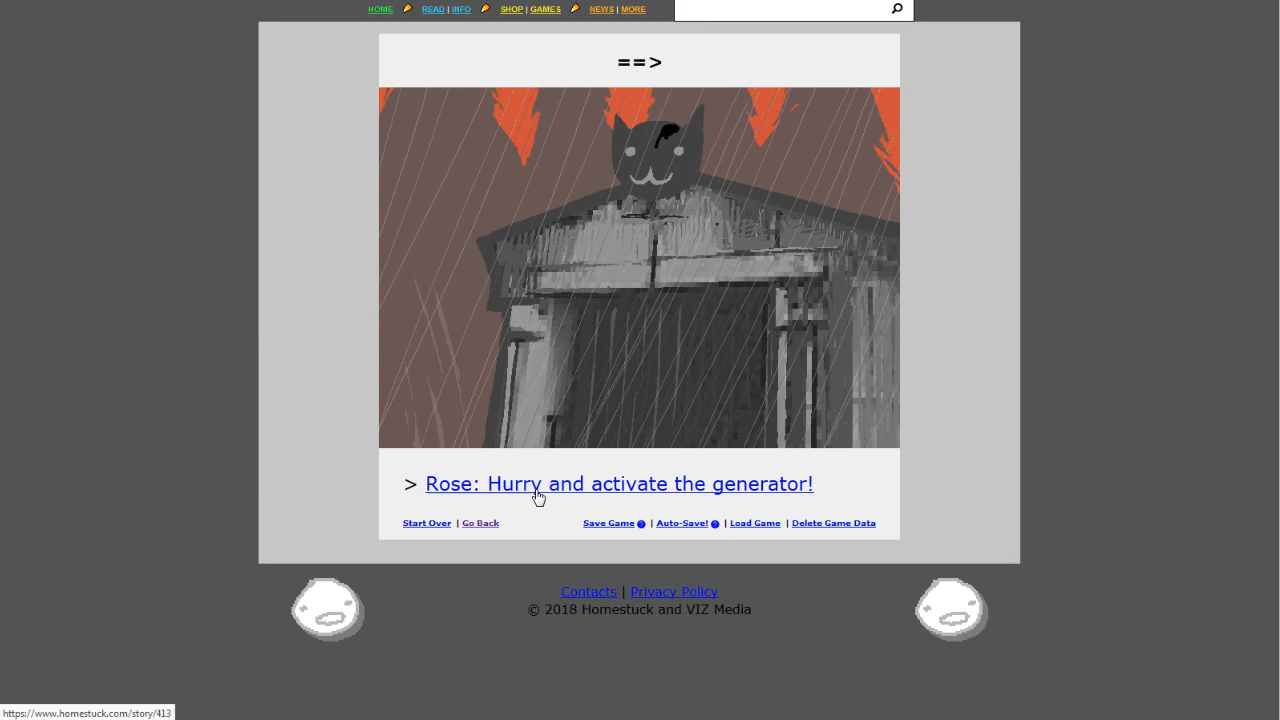 HOME READ | INFO SHOP | GAMES NEWS | MORE
==>
> Rose: Hurry and activate the generator!
Start Over | Go Back Save Game ? | Auto-Save! ? | Load Game | Delete Game Data
Contacts | Privacy Policy
© 2018 Homestuck and VIZ Media
https://www.homestuck.com/story/413